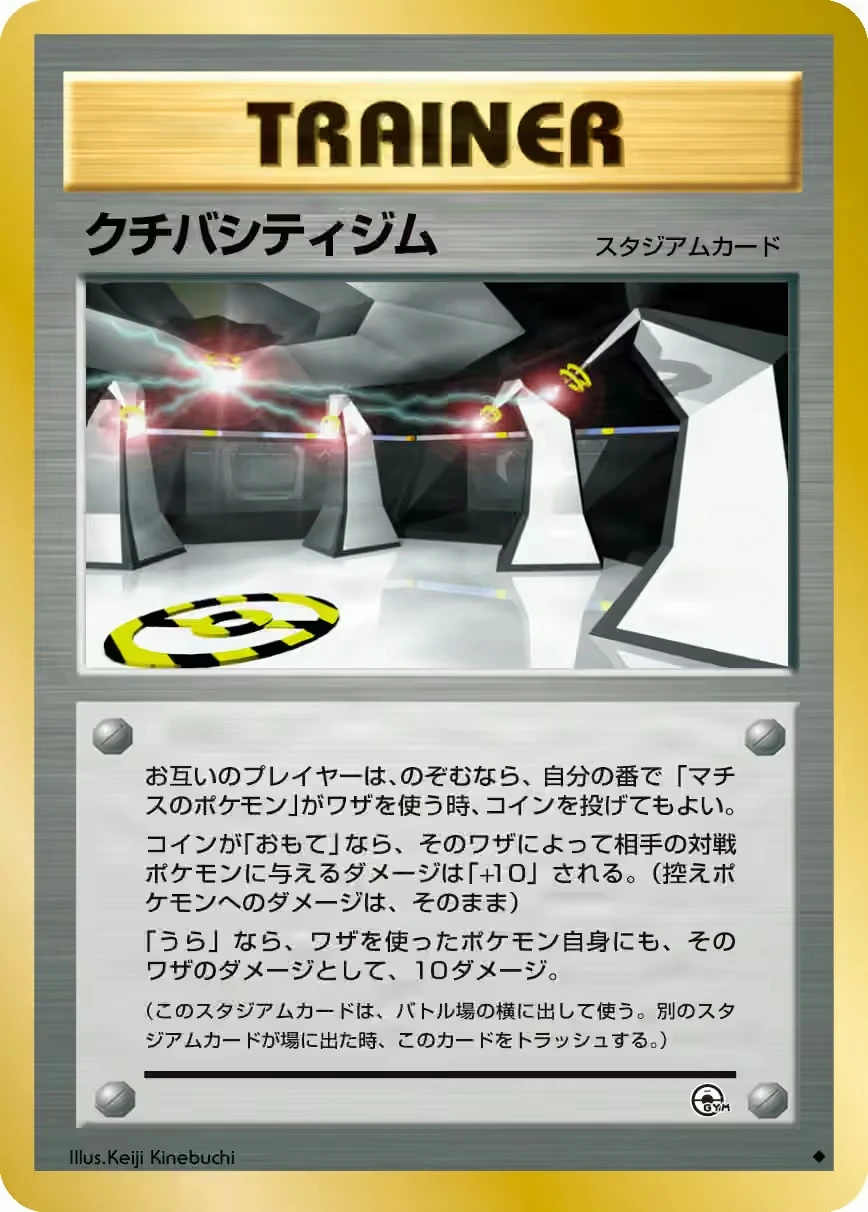 TRAINER
クチバシティジム
スタジアムカード
お互いのプレイヤーは、のぞむなら、自分の番で「マチ
スのポケモン」がワザを使う時、コインを投げてもよい。
コインが「おもて」なら、そのワザによって相手の対戦
ポケモンに与えるダメージは「+10」される。（控えポ
ケモンへのダメージは、そのまま）
「うら」なら、ワザを使ったポケモン自身にも、その
ワザのダメージとして、10ダメージ。
（このスタジアムカードは、バトル場の横に出して使う。別のスタ
ジアムカードが場に出た時、このカードをトラッシュする。）
GYM
Illus.Keiji Kinebuchi